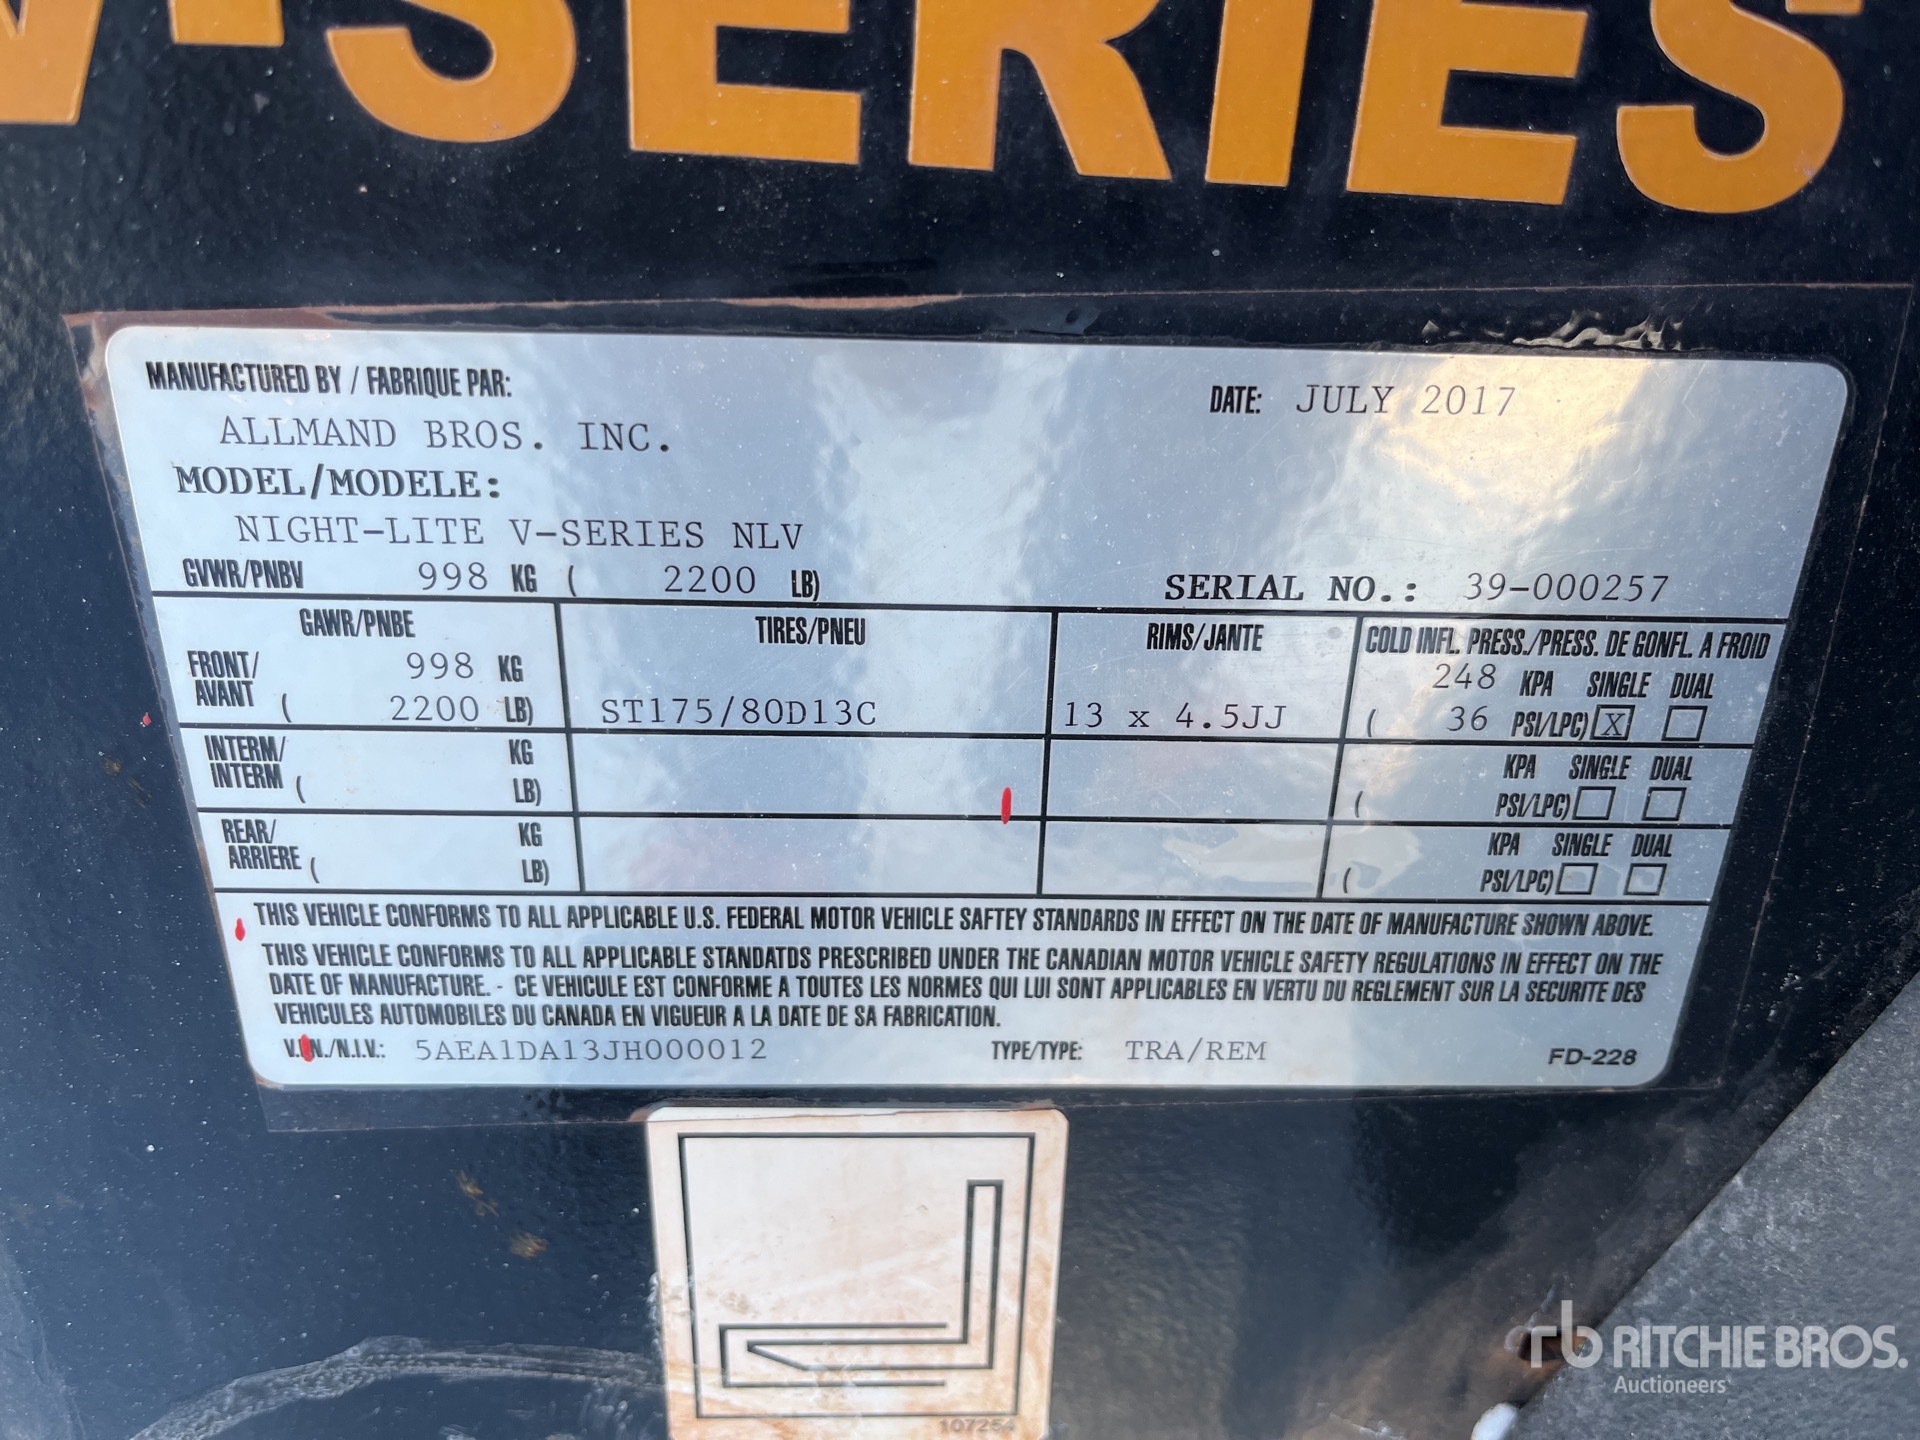 V-SERIES
MANUFACTURED BY / FABRIQUE PAR:
DATE: JULY 2017
ALLMAND BROS. INC.
MODEL/MODELE:
NIGHT-LITE V-SERIES NLV
GVWR/PNBV 998 KG ( 2200 LB)
SERIAL NO.: 39-000257
GAWR/PNBE TIRES/PNEU RIMS/JANTE COLD INFL. PRESS./PRESS. DE GONFL. A FROID
FRONT/ 998 KG 248 KPA SINGLE DUAL
AVANT ( 2200 LB) ST175/80D13C 13 x 4.5JJ ( 36 PSI/LPC) X
INTERM/ KG KPA SINGLE DUAL
INTERM ( LB) ( PSI/LPC)
REAR/ KG KPA SINGLE DUAL
ARRIERE ( LB) ( PSI/LPC)
THIS VEHICLE CONFORMS TO ALL APPLICABLE U.S. FEDERAL MOTOR VEHICLE SAFTEY STANDARDS IN EFFECT ON THE DATE OF MANUFACTURE SHOWN ABOVE.
THIS VEHICLE CONFORMS TO ALL APPLICABLE STANDATDS PRESCRIBED UNDER THE CANADIAN MOTOR VEHICLE SAFETY REGULATIONS IN EFFECT ON THE
DATE OF MANUFACTURE. - CE VEHICULE EST CONFORME A TOUTES LES NORMES QUI LUI SONT APPLICABLES EN VERTU DU REGLEMENT SUR LA SECURITE DES
VEHICULES AUTOMOBILES DU CANADA EN VIGUEUR A LA DATE DE SA FABRICATION.
V.I.N./N.I.V.: 5AEA1DA13JH000012 TYPE/TYPE: TRA/REM FD-228
107254
rb RITCHIE BROS.
Auctioneers